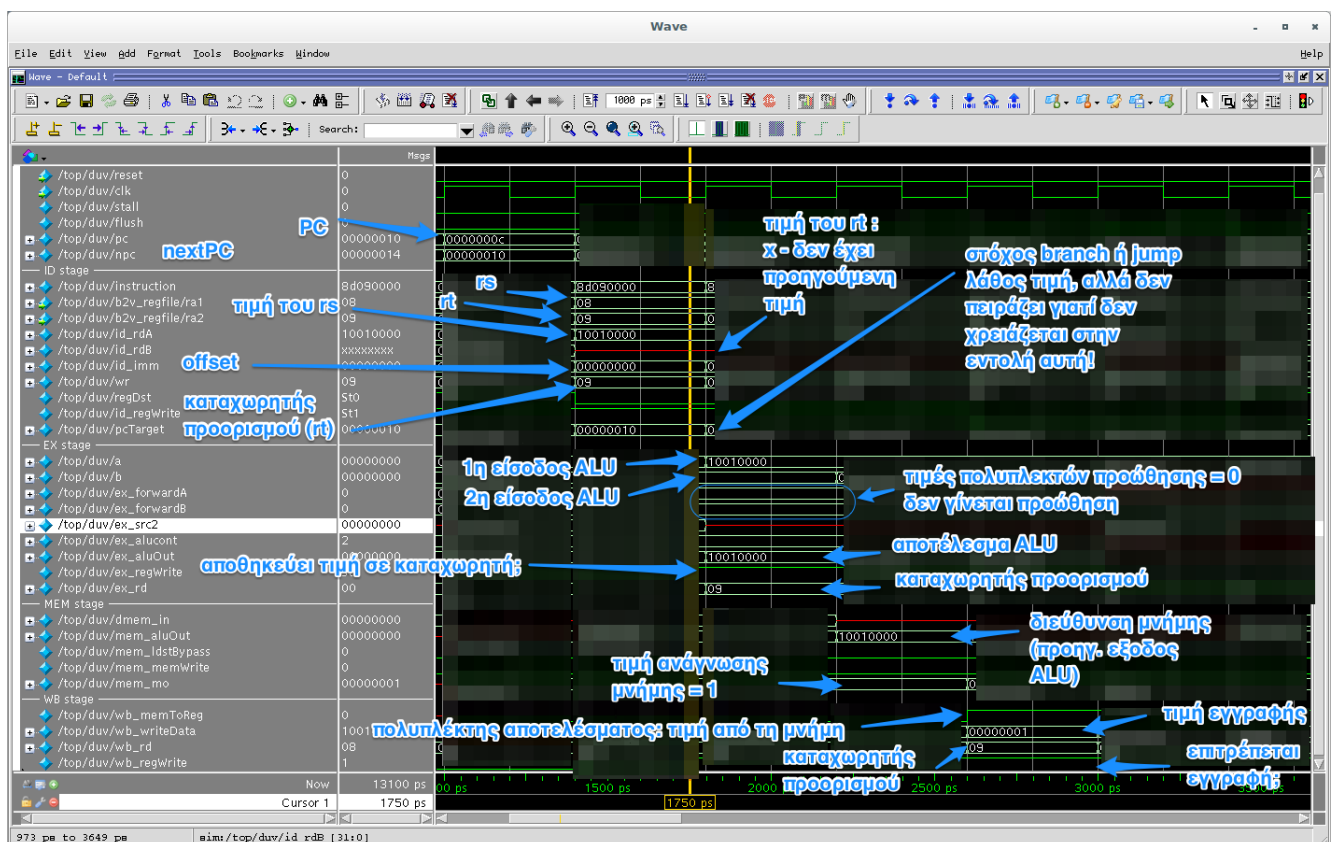 Wave
File Edit View Add Format Tools Bookmarks Window
Help
Wave - Default
1000 ps
Search:
Msgs
/top/duv/reset 0
/top/duv/clk 0
/top/duv/stall 0
/top/duv/flush
/top/duv/pc 00000010 0000000c
/top/duv/npc 00000014 00000010
PC
nextPC
ID stage
/top/duv/instruction 8d090000 8d090000
/top/duv/b2v_regfile/ra1 08 08
/top/duv/b2v_regfile/ra2 09 09
/top/duv/id_rdA 10010000 10010000
/top/duv/id_rdB xxxxxxxx
/top/duv/id_imm 00000000 00000000
/top/duv/wr 09 09
/top/duv/regDst St0
/top/duv/id_regWrite St1
/top/duv/pcTarget 00000010 00000010
τιμή του rs
rs
rt
offset
καταχωρητής
προορισμού (rt)
τιμή του rt :
x - δεν έχει
προηγούμενη
τιμή
στόχος branch ή jump
λάθος τιμή, αλλά δεν
πειράζει γιατί δεν
χρειάζεται στην
εντολή αυτή!
EX stage
/top/duv/a 00000000 10010000
/top/duv/b 00000000
/top/duv/ex_forwardA 0
/top/duv/ex_forwardB 0
/top/duv/ex_src2 00000000
/top/duv/ex_alucont 2
/top/duv/ex_aluOut 00000000 10010000
/top/duv/ex_regWrite
/top/duv/ex_rd 00 09
1η είσοδος ALU
2η είσοδος ALU
τιμές πολυπλεκτών προώθησης = 0
δεν γίνεται προώθηση
αποτέλεσμα ALU
αποθηκεύει τιμή σε καταχωρητή;
καταχωρητής προορισμού
MEM stage
/top/duv/dmem_in 00000000
/top/duv/mem_aluOut 00000000 10010000
/top/duv/mem_ldstBypass 0
/top/duv/mem_memWrite 0
/top/duv/mem_mo 00000001
διεύθυνση μνήμης
(προηγ. εξοδος
ALU)
τιμή ανάγνωσης
μνήμης = 1
WB stage
/top/duv/wb_memToReg 0
/top/duv/wb_writeData 1001 00000001
/top/duv/wb_rd 08 09
/top/duv/wb_regWrite 1
πολυπλέκτης αποτελέσματος: τιμή από τη μνήμη
τιμή εγγραφής
καταχωρητής
προορισμού
επιτρέπεται
εγγραφή;
Now 13100 ps
00 ps 1500 ps 2000 2500 ps 3000 ps 3500 ps
Cursor 1 1750 ps
1750 ps
973 ps to 3649 ps sim:/top/duv/id_rdB [31:0]